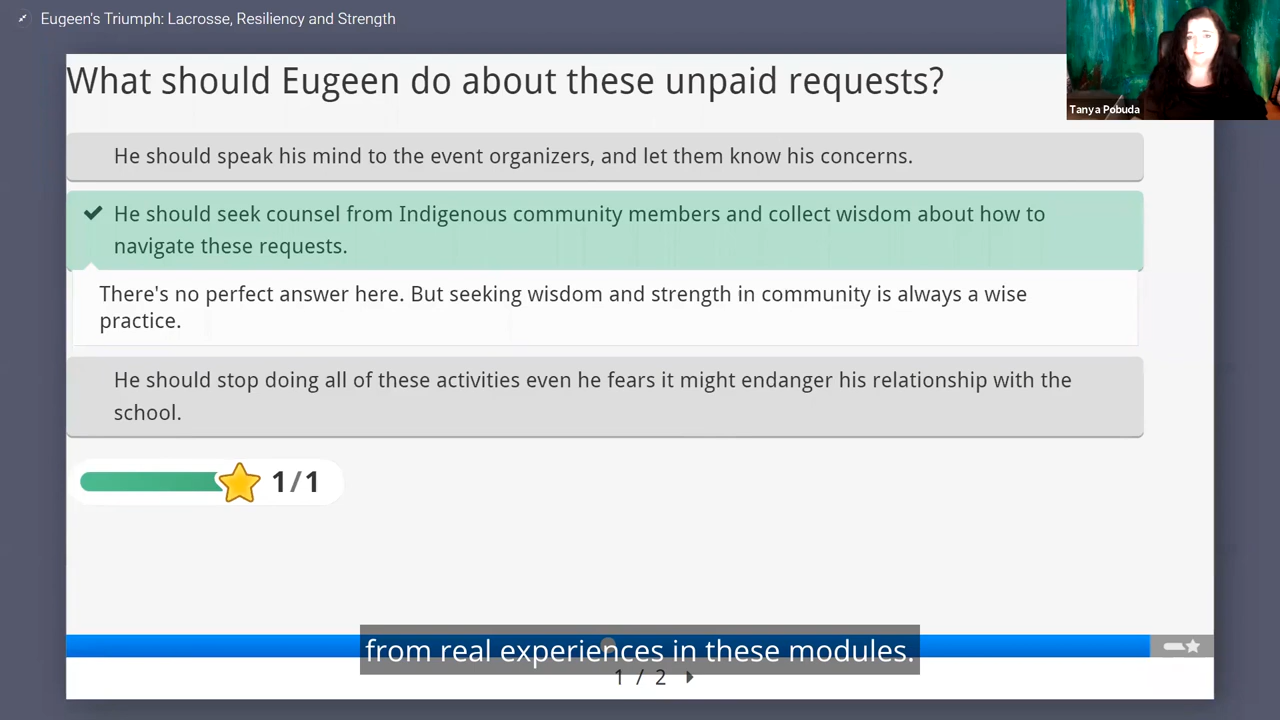 Eugeen's Triumph: Lacrosse, Resiliency and Strength
Tanya Pobuda
What should Eugeen do about these unpaid requests?
He should speak his mind to the event organizers, and let them know his concerns.
He should seek counsel from Indigenous community members and collect wisdom about how to
navigate these requests.
There's no perfect answer here. But seeking wisdom and strength in community is always a wise
practice.
He should stop doing all of these activities even he fears it might endanger his relationship with the
school.
1/1
from real experiences in these modules.
1 / 2